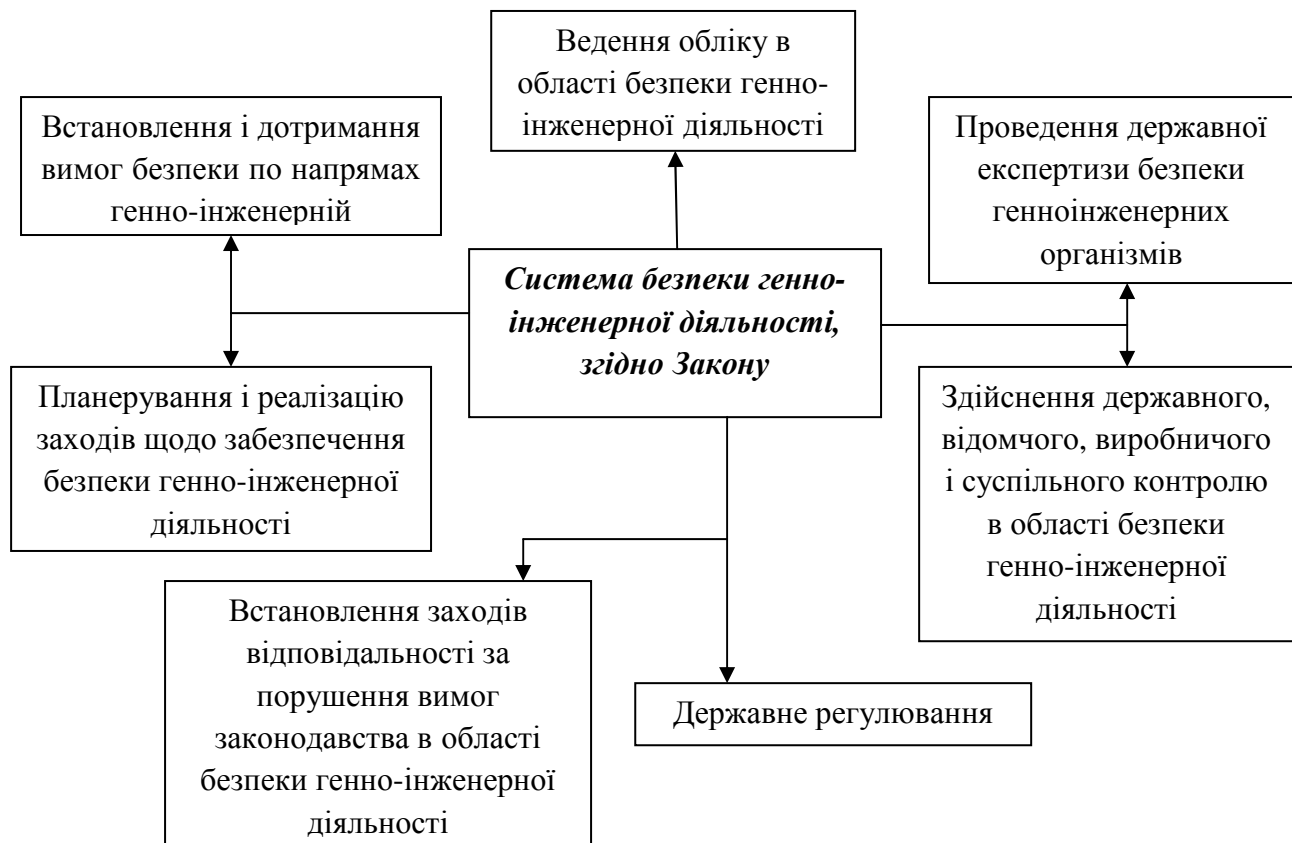 Ведення обліку в
області безпеки генно-
інженерної діяльності
Встановлення і дотримання
вимог безпеки по напрямах
генно-інженерній
Проведення державної
експертизи безпеки
генноінженерних
організмів
Система безпеки генно-
інженерної діяльності,
згідно Закону
Планерування і реалізацію
заходів щодо забезпечення
безпеки генно-інженерної
діяльності
Здійснення державного,
відомчого, виробничого
і суспільного контролю
в області безпеки
генно-інженерної
діяльності
Встановлення заходів
відповідальності за
порушення вимог
законодавства в області
безпеки генно-інженерної
діяльності
Державне регулювання